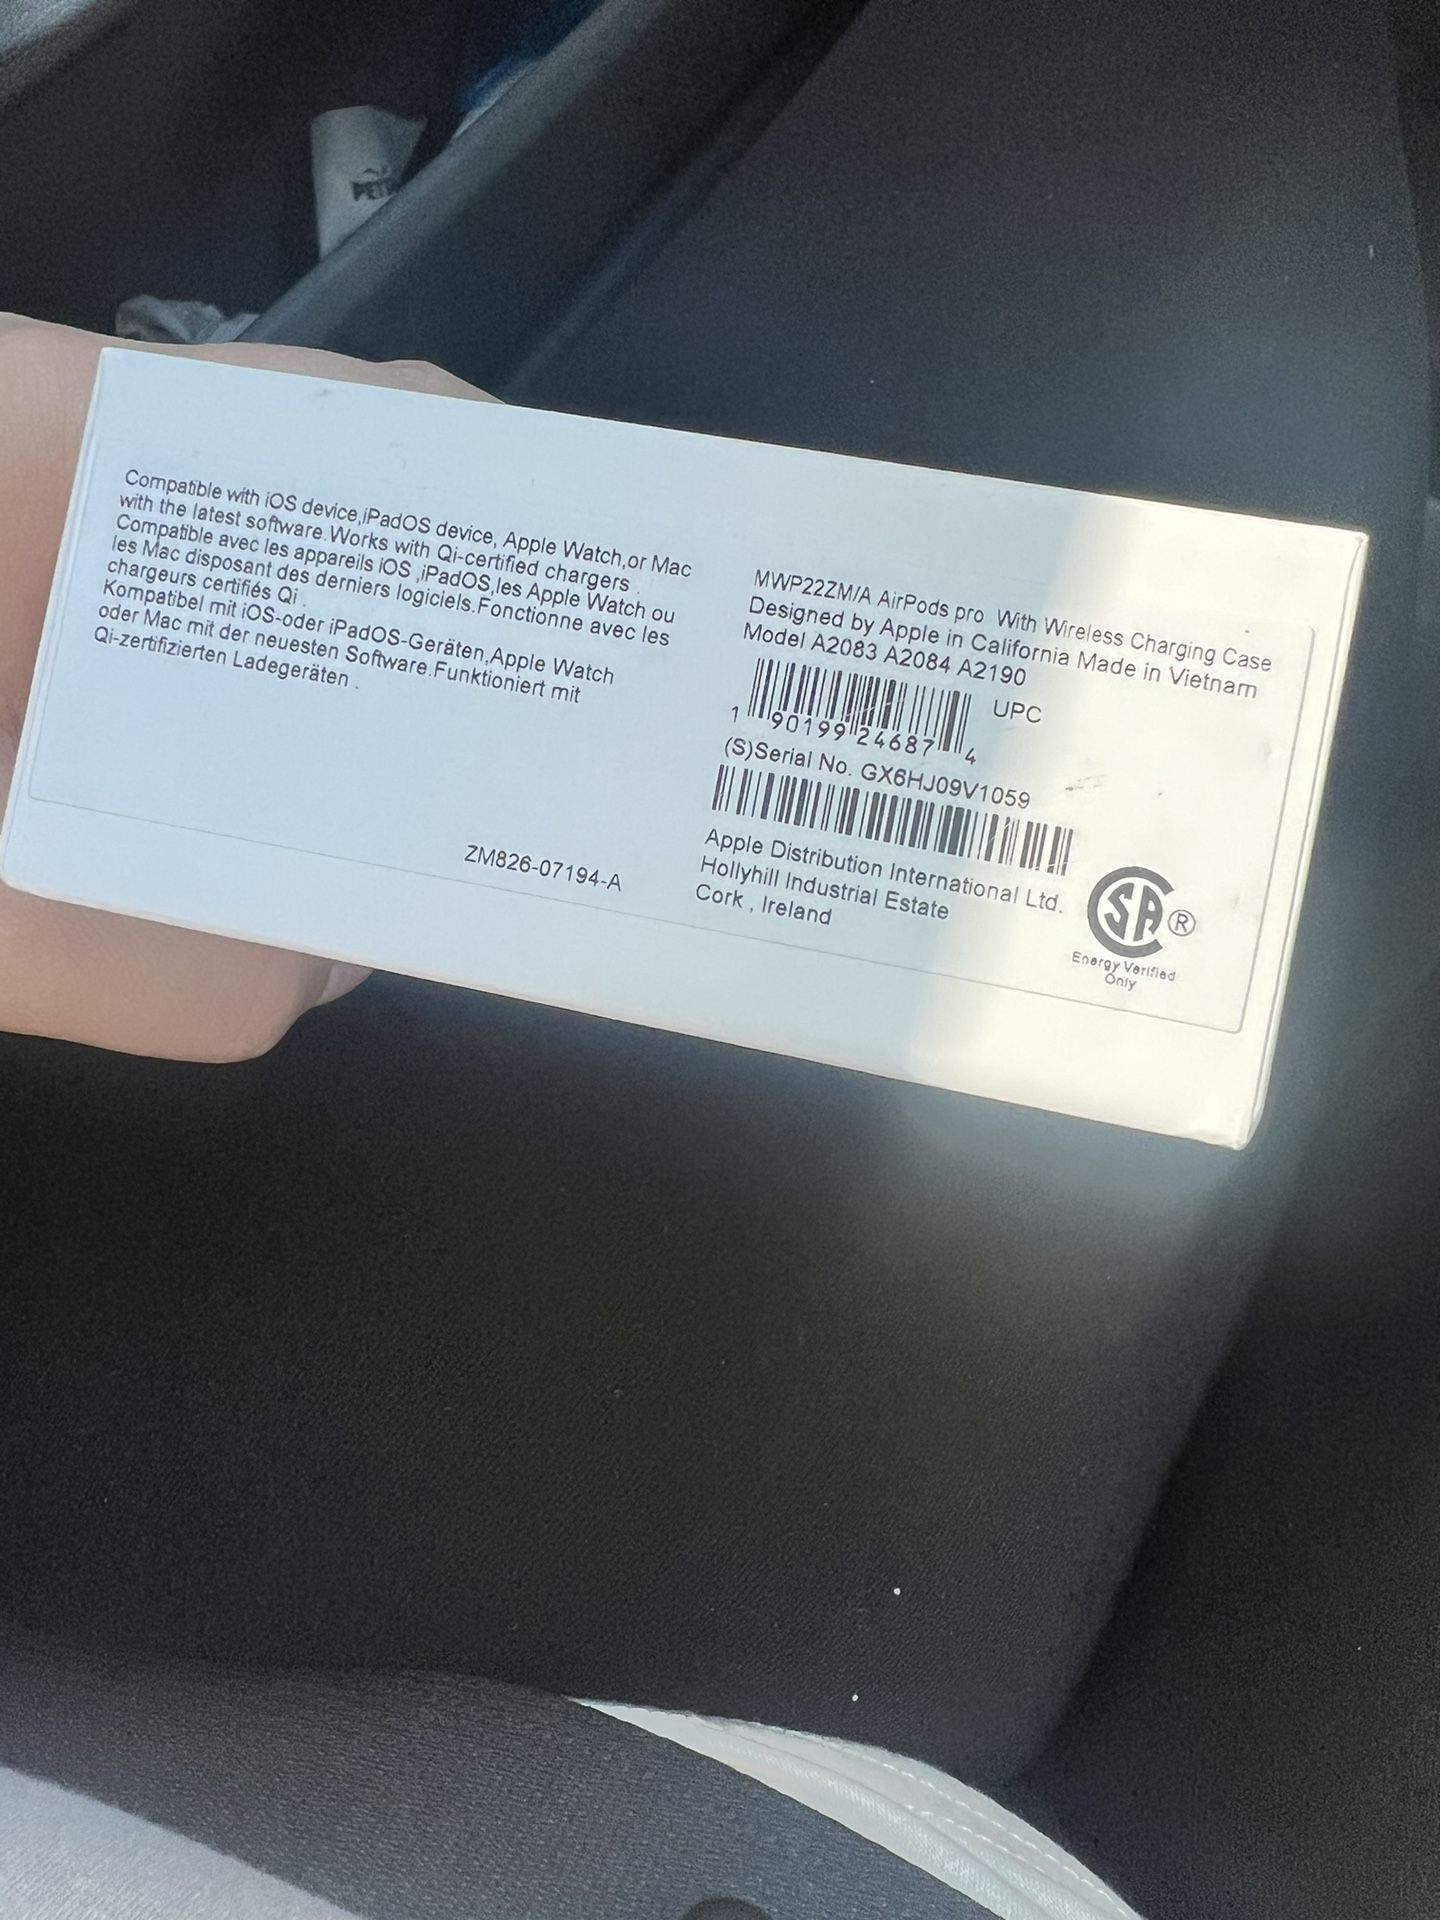 Compatible with iOS device,iPadOS device, Apple Watch,or Mac
with the latest software.Works with Qi-certified chargers .
Compatible avec les appareils iOS ,iPadOS,les Apple Watch ou
les Mac disposant des derniers logiciels.Fonctionne avec les
chargeurs certifiés Qi .
Kompatibel mit iOS-oder iPadOS-Geräten,Apple Watch
oder Mac mit der neuesten Software.Funktioniert mit
Qi-zertifizierten Ladegeräten .
ZM826-07194-A
MWP22ZM/A AirPods pro With Wireless Charging Case
Designed by Apple in California Made in Vietnam
Model A2083 A2084 A2190
UPC
1 90199 24687 4
(S)Serial No. GX6HJ09V1059
Apple Distribution International Ltd.
Hollyhill Industrial Estate
Cork , Ireland
SA®
Energy Verified
Only